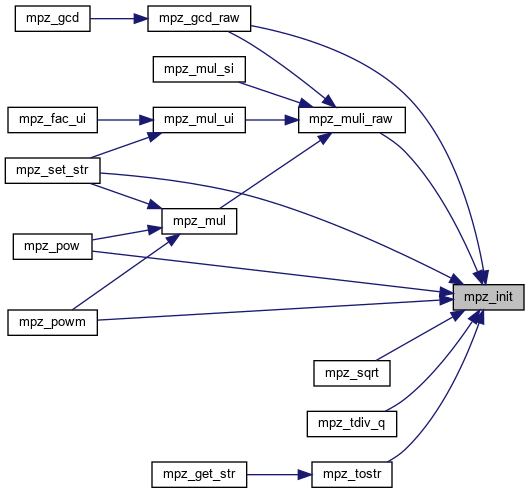 mpz_gcd
mpz_gcd_raw
mpz_mul_si
mpz_fac_ui
mpz_mul_ui
mpz_muli_raw
mpz_set_str
mpz_mul
mpz_pow
mpz_init
mpz_powm
mpz_sqrt
mpz_tdiv_q
mpz_get_str
mpz_tostr